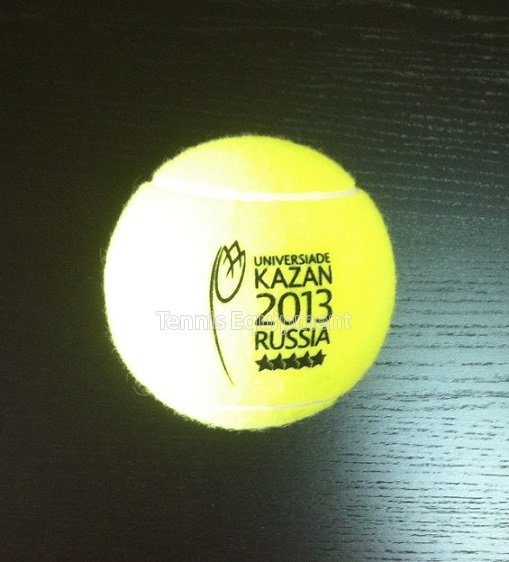 UNIVERSIADE
KAZAN
2013
Tennis Equipment
RUSSIA